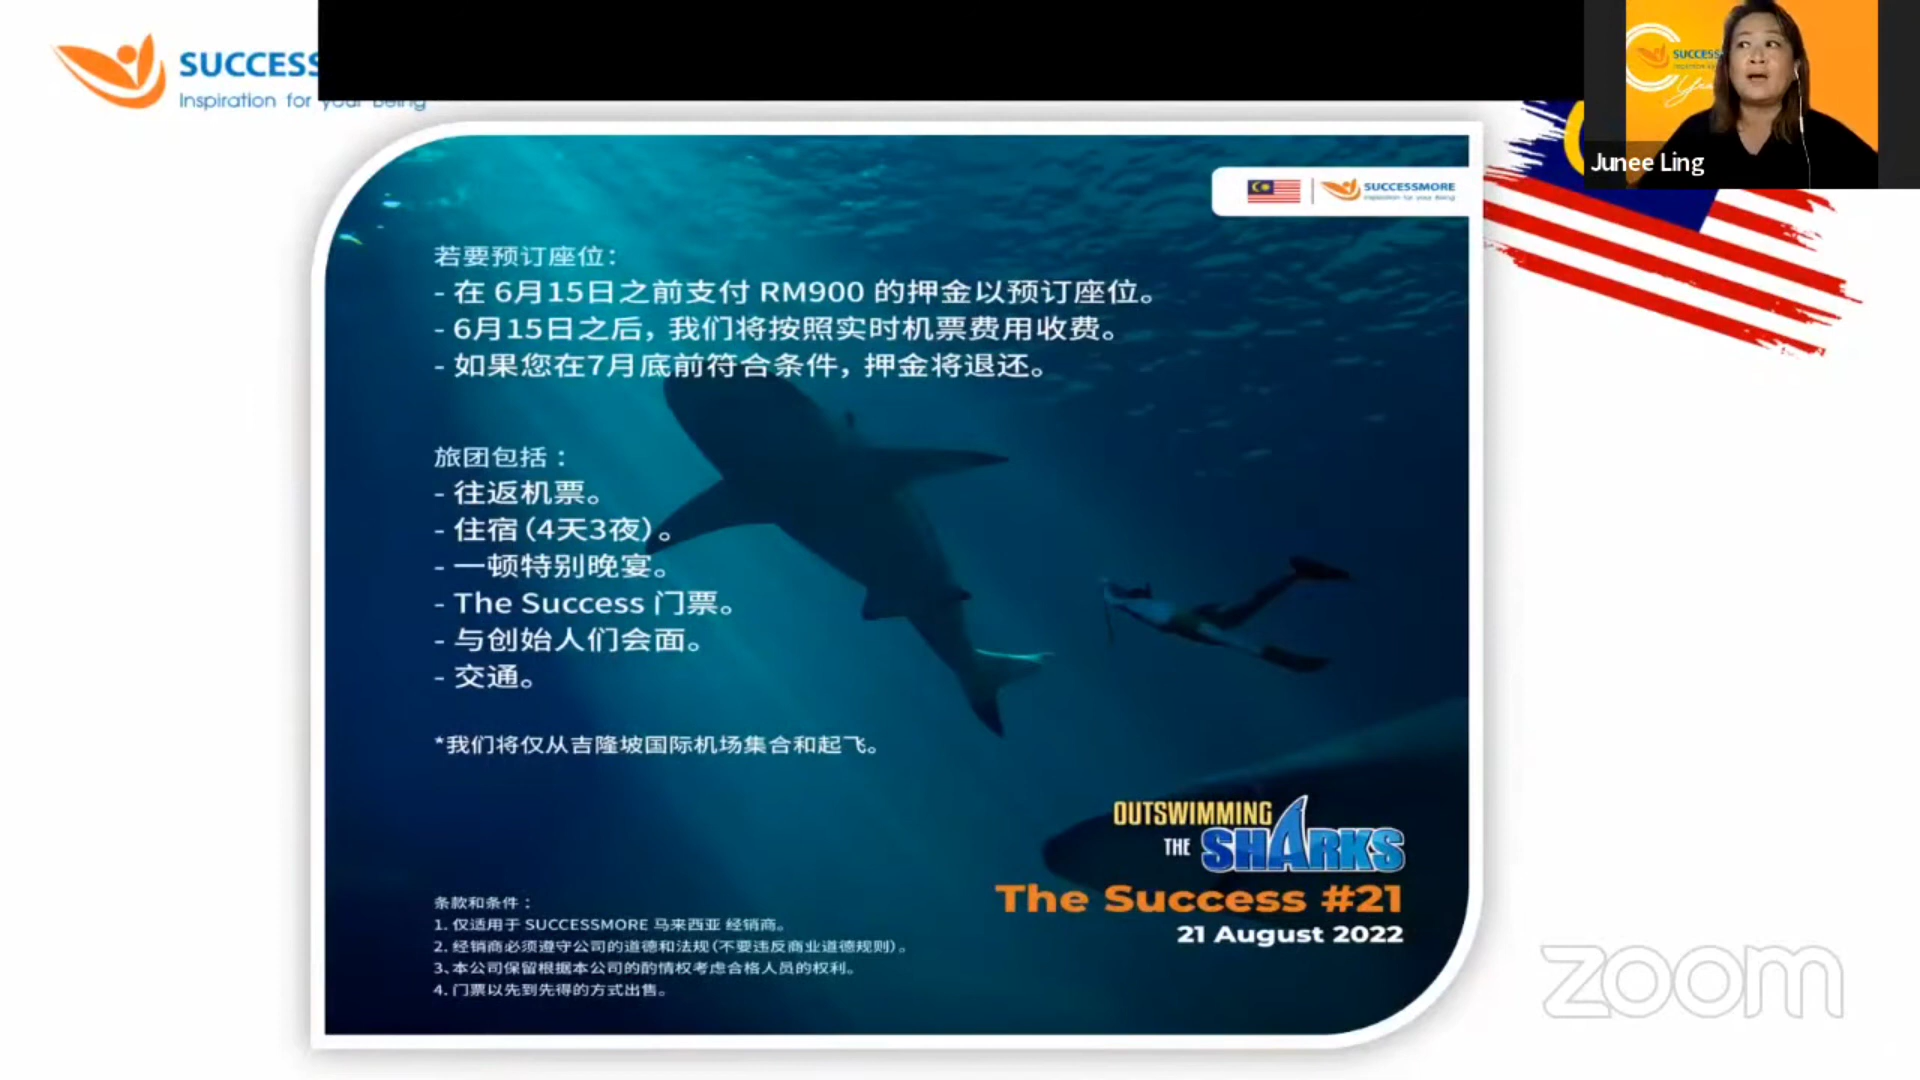 SUCCESS
Inspiration for your Being
SUCCESS
Junee Ling
SUCCESSMORE
Inspiration for your Being
若要预订座位：
- 在 6月15日之前支付 RM900 的押金以预订座位。
- 6月15日之后，我们将按照实时机票费用收费。
- 如果您在7月底前符合条件，押金将退还。
旅团包括：
- 往返机票。
- 住宿（4天3夜）。
- 一顿特别晚宴。
- The Success 门票。
- 与创始人们会面。
- 交通。
*我们将仅从吉隆坡国际机场集合和起飞。
OUTSWIMMING
THE SHARKS
The Success #21
21 August 2022
条款和条件：
1. 仅适用于 SUCCESSMORE 马来西亚 经销商。
2. 经销商必须遵守公司的道德和法规（不要违反商业道德规则）。
3、本公司保留根据本公司的酌情权考虑合格人员的权利。
4. 门票以先到先得的方式出售。
zoom